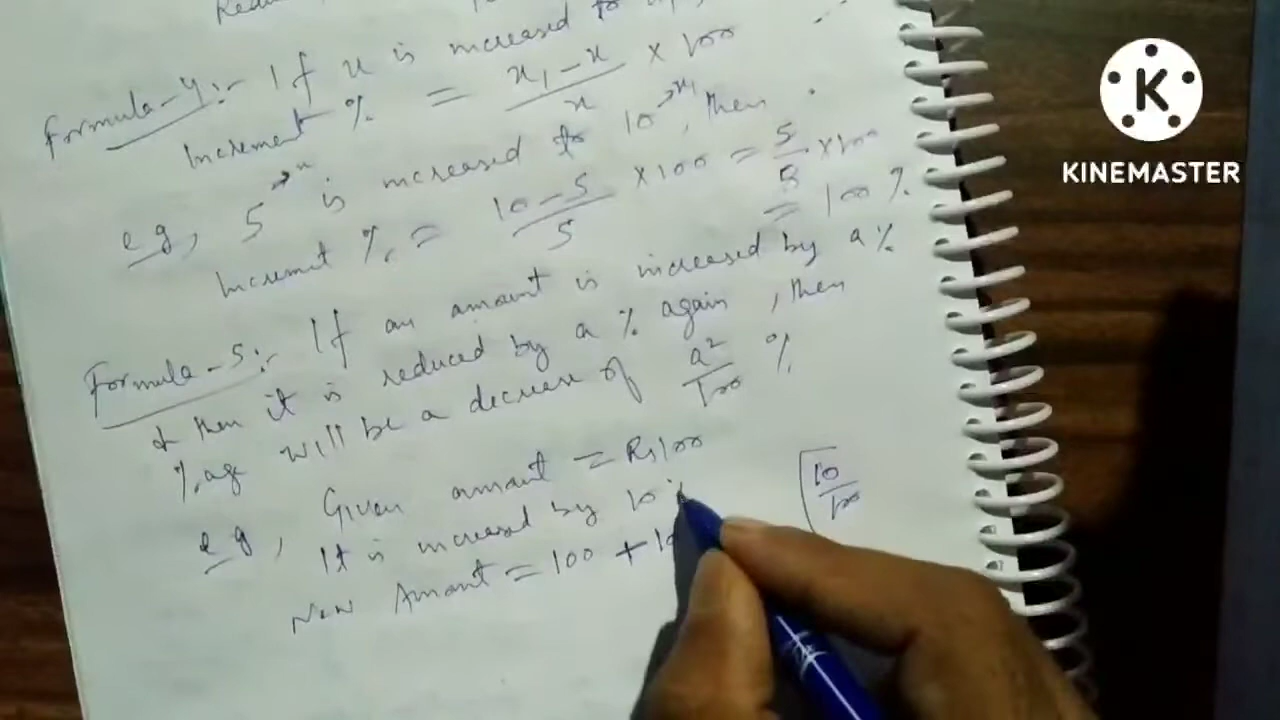 Formula-4:- If x is increased to x1,
Increment % = x1-x/x × 100
e.g, 5→x is increased to 10→x1, then
Increment % = 10-5/5 ×100 = 5/5 ×100
= 100 %
Formula-5:- If an amount is increased by a %
& then it is reduced by a % again, then
%age will be a decrease of a²/100 %
e.g, Given amount = Rs100
It is increased by 10 %
New Amount = 100 + 10
10/100
K
KINEMASTER